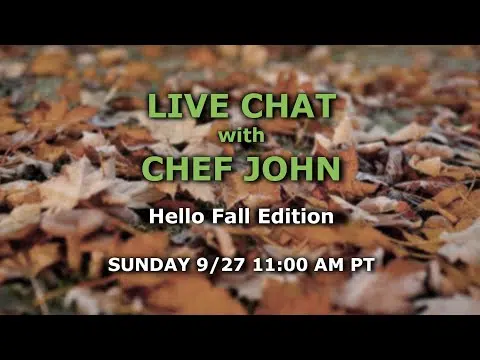 LIVE CHAT
with
CHEF JOHN
Hello Fall Edition
SUNDAY 9/27 11:00 AM PT